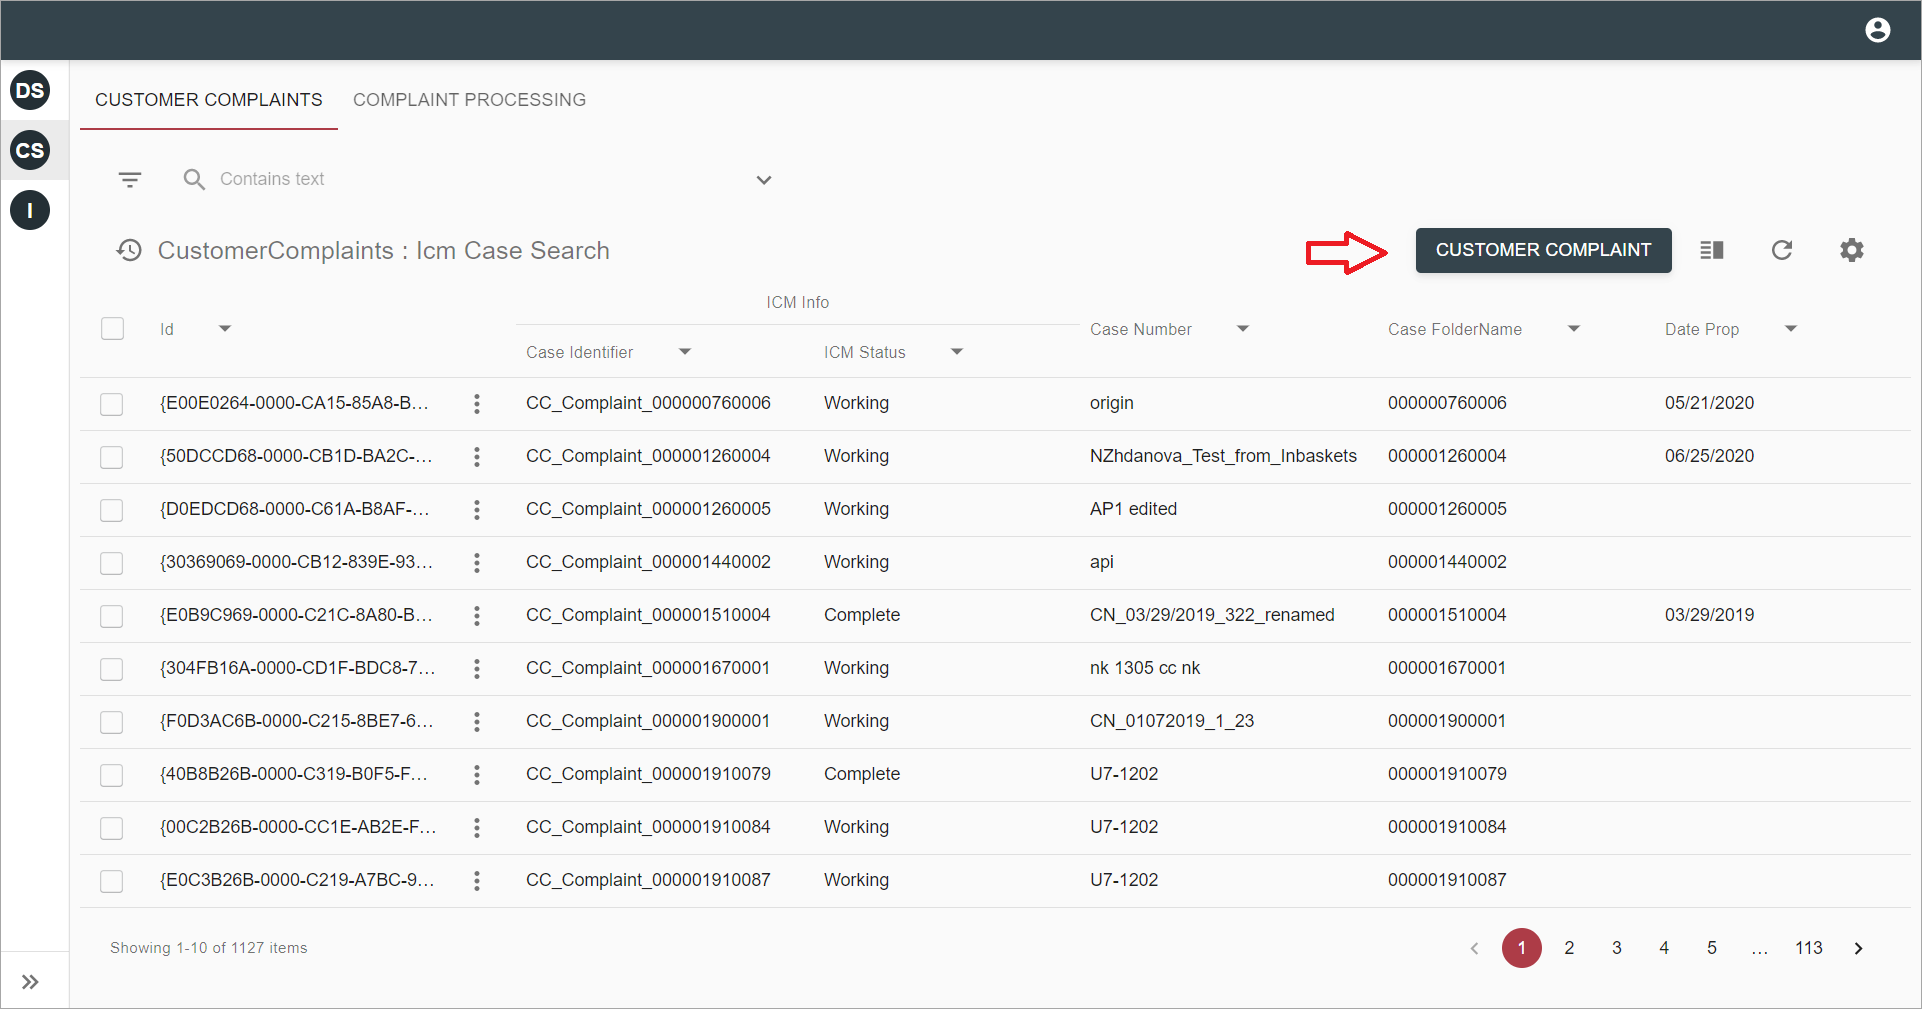 DS
CS
I
CUSTOMER COMPLAINTS COMPLAINT PROCESSING
Contains text
CustomerComplaints : Icm Case Search CUSTOMER COMPLAINT
ICM Info
Id Case Number Case FolderName Date Prop
Case Identifier ICM Status
{E00E0264-0000-CA15-85A8-B... CC_Complaint_000000760006 Working origin 000000760006 05/21/2020
{50DCCD68-0000-CB1D-BA2C-... CC_Complaint_000001260004 Working NZhdanova_Test_from_Inbaskets 000001260004 06/25/2020
{D0EDCD68-0000-C61A-B8AF-... CC_Complaint_000001260005 Working AP1 edited 000001260005
{30369069-0000-CB12-839E-93... CC_Complaint_000001440002 Working api 000001440002
{E0B9C969-0000-C21C-8A80-B... CC_Complaint_000001510004 Complete CN_03/29/2019_322_renamed 000001510004 03/29/2019
{304FB16A-0000-CD1F-BDC8-7... CC_Complaint_000001670001 Working nk 1305 cc nk 000001670001
{F0D3AC6B-0000-C215-8BE7-6... CC_Complaint_000001900001 Working CN_01072019_1_23 000001900001
{40B8B26B-0000-C319-B0F5-F... CC_Complaint_000001910079 Complete U7-1202 000001910079
{00C2B26B-0000-CC1E-AB2E-F... CC_Complaint_000001910084 Working U7-1202 000001910084
{E0C3B26B-0000-C219-A7BC-9... CC_Complaint_000001910087 Working U7-1202 000001910087
Showing 1-10 of 1127 items 1 2 3 4 5 ... 113